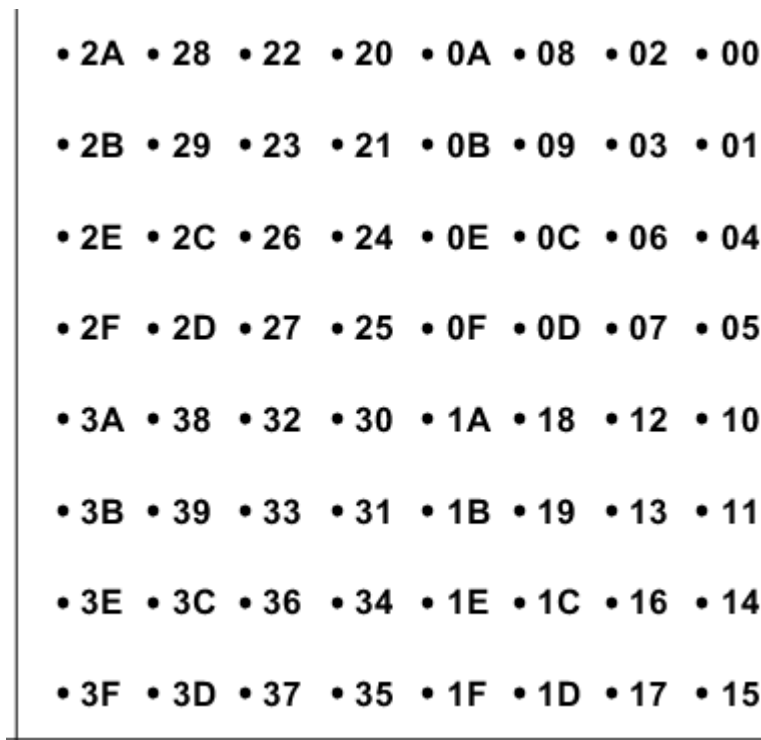 • 2A • 28 • 22 • 20 • 0A • 08 • 02 • 00
• 2B • 29 • 23 • 21 • 0B • 09 • 03 • 01
• 2E • 2C • 26 • 24 • 0E • 0C • 06 • 04
• 2F • 2D • 27 • 25 • 0F • 0D • 07 • 05
• 3A • 38 • 32 • 30 • 1A • 18 • 12 • 10
• 3B • 39 • 33 • 31 • 1B • 19 • 13 • 11
• 3E • 3C • 36 • 34 • 1E • 1C • 16 • 14
• 3F • 3D • 37 • 35 • 1F • 1D • 17 • 15